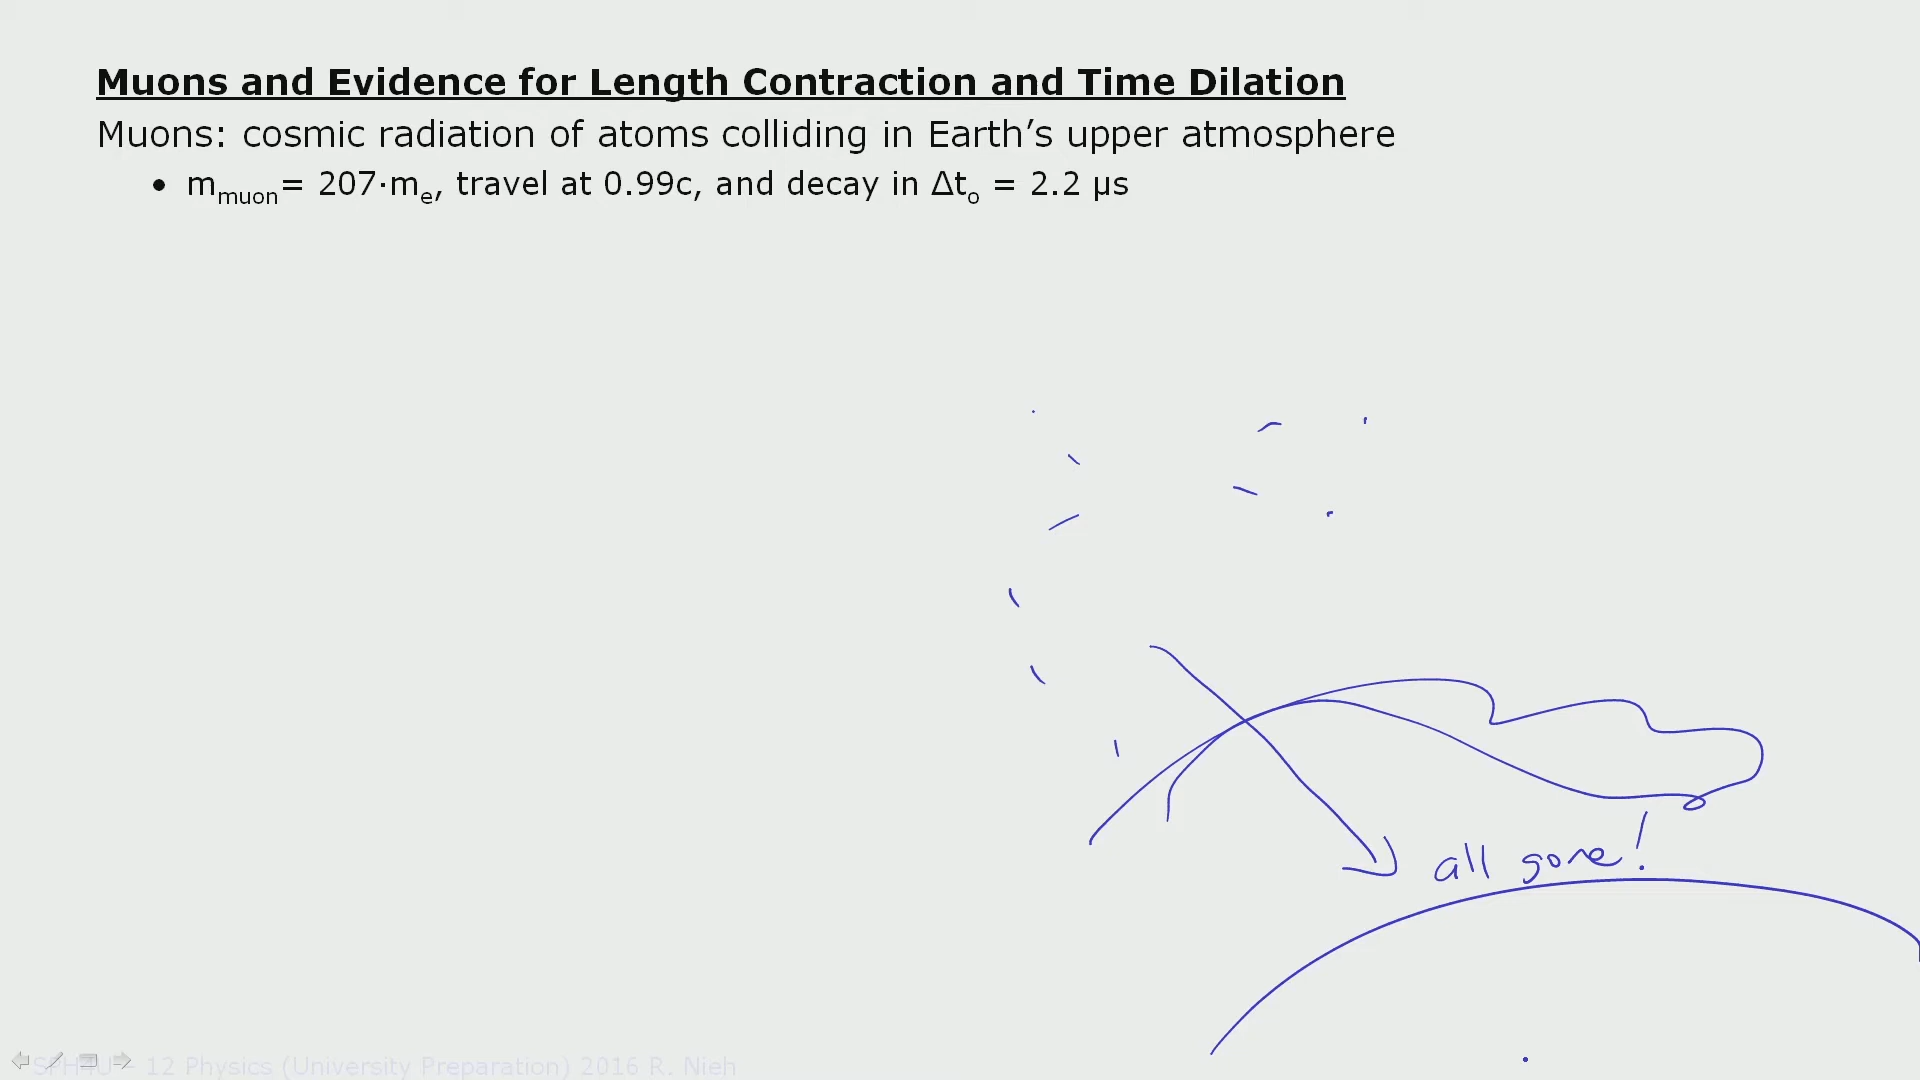 Muons and Evidence for Length Contraction and Time Dilation
Muons: cosmic radiation of atoms colliding in Earth’s upper atmosphere
• mmuon= 207·me, travel at 0.99c, and decay in Δto = 2.2 μs
all gone!
SPH4U – 12 Physics (University Preparation) 2016 R. Nieh